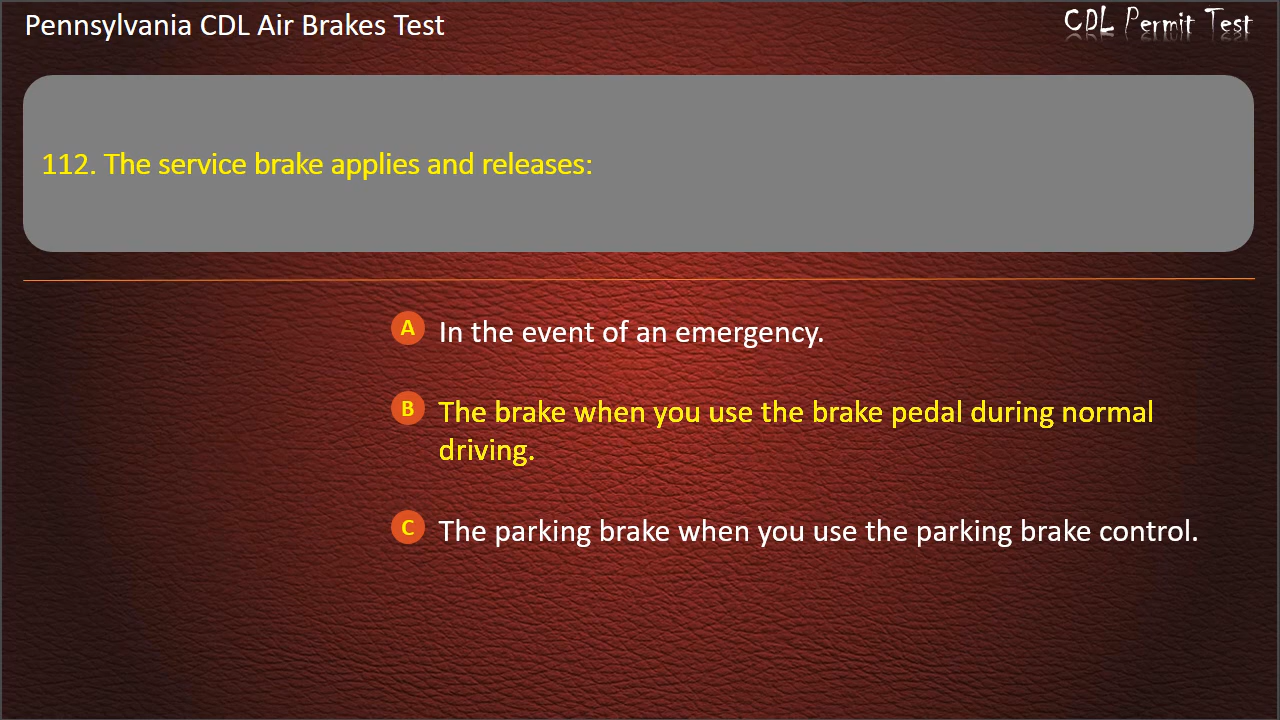 Pennsylvania CDL Air Brakes Test
CDL Permit Test
112. The service brake applies and releases:
A In the event of an emergency.
B The brake when you use the brake pedal during normal
driving.
C The parking brake when you use the parking brake control.